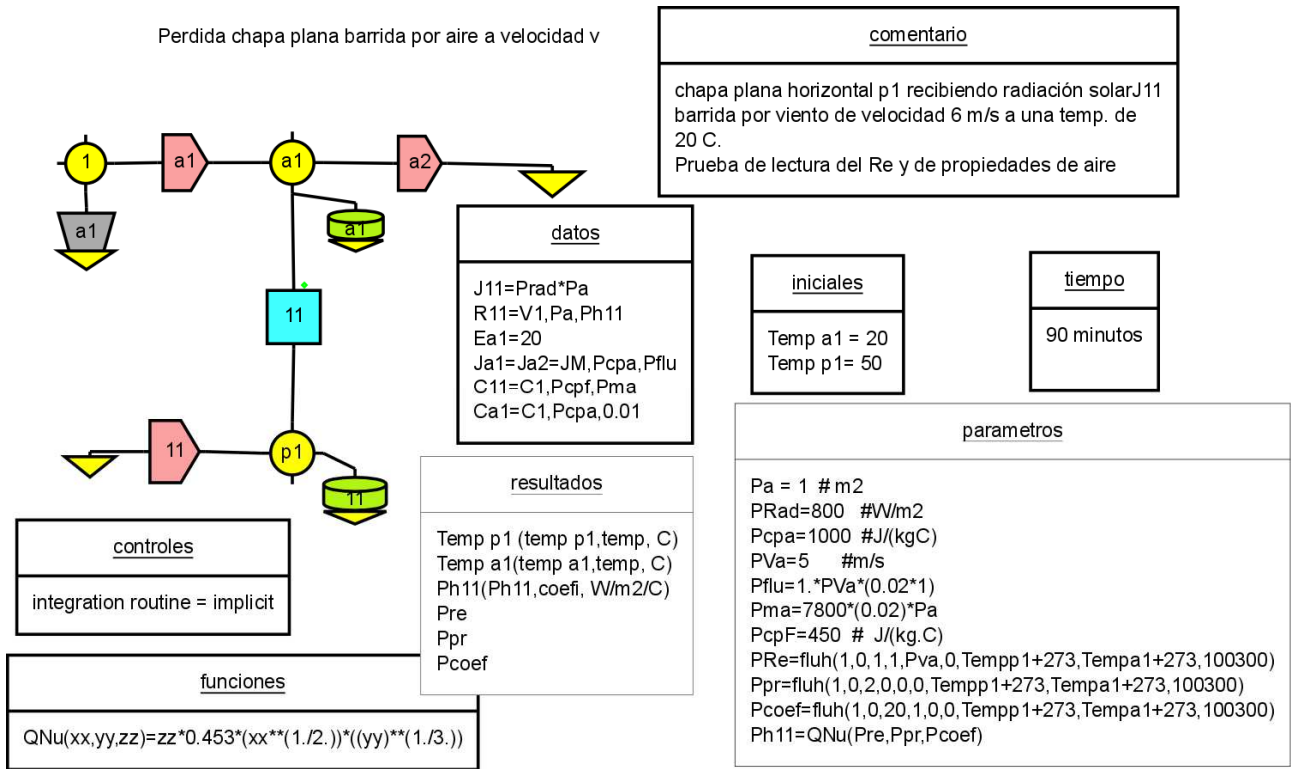 Perdida chapa plana barrida por aire a velocidad v
comentario
chapa plana horizontal p1 recibiendo radiación solarJ11
barrida por viento de velocidad 6 m/s a una temp. de
20 C.
Prueba de lectura del Re y de propiedades de aire
1
a1
a1
a2
a1
a1
11
11
p1
11
datos
J11=Prad*Pa
R11=V1,Pa,Ph11
Ea1=20
Ja1=Ja2=JM,Pcpa,Pflu
C11=C1,Pcpf,Pma
Ca1=C1,Pcpa,0.01
iniciales
Temp a1 = 20
Temp p1= 50
tiempo
90 minutos
controles
integration routine = implicit
resultados
Temp p1 (temp p1,temp, C)
Temp a1(temp a1,temp, C)
Ph11(Ph11,coefi, W/m2/C)
Pre
Ppr
Pcoef
parametros
Pa = 1 # m2
PRad=800 #W/m2
Pcpa=1000 #J/(kgC)
PVa=5 #m/s
Pflu=1.*PVa*(0.02*1)
Pma=7800*(0.02)*Pa
PcpF=450 # J/(kg.C)
PRe=fluh(1,0,1,1,Pva,0,Tempp1+273,Tempa1+273,100300)
Ppr=fluh(1,0,2,0,0,0,Tempp1+273,Tempa1+273,100300)
Pcoef=fluh(1,0,20,1,0,0,Tempp1+273,Tempa1+273,100300)
Ph11=QNu(Pre,Ppr,Pcoef)
funciones
QNu(xx,yy,zz)=zz*0.453*(xx**(1./2.))*((yy)**(1./3.))